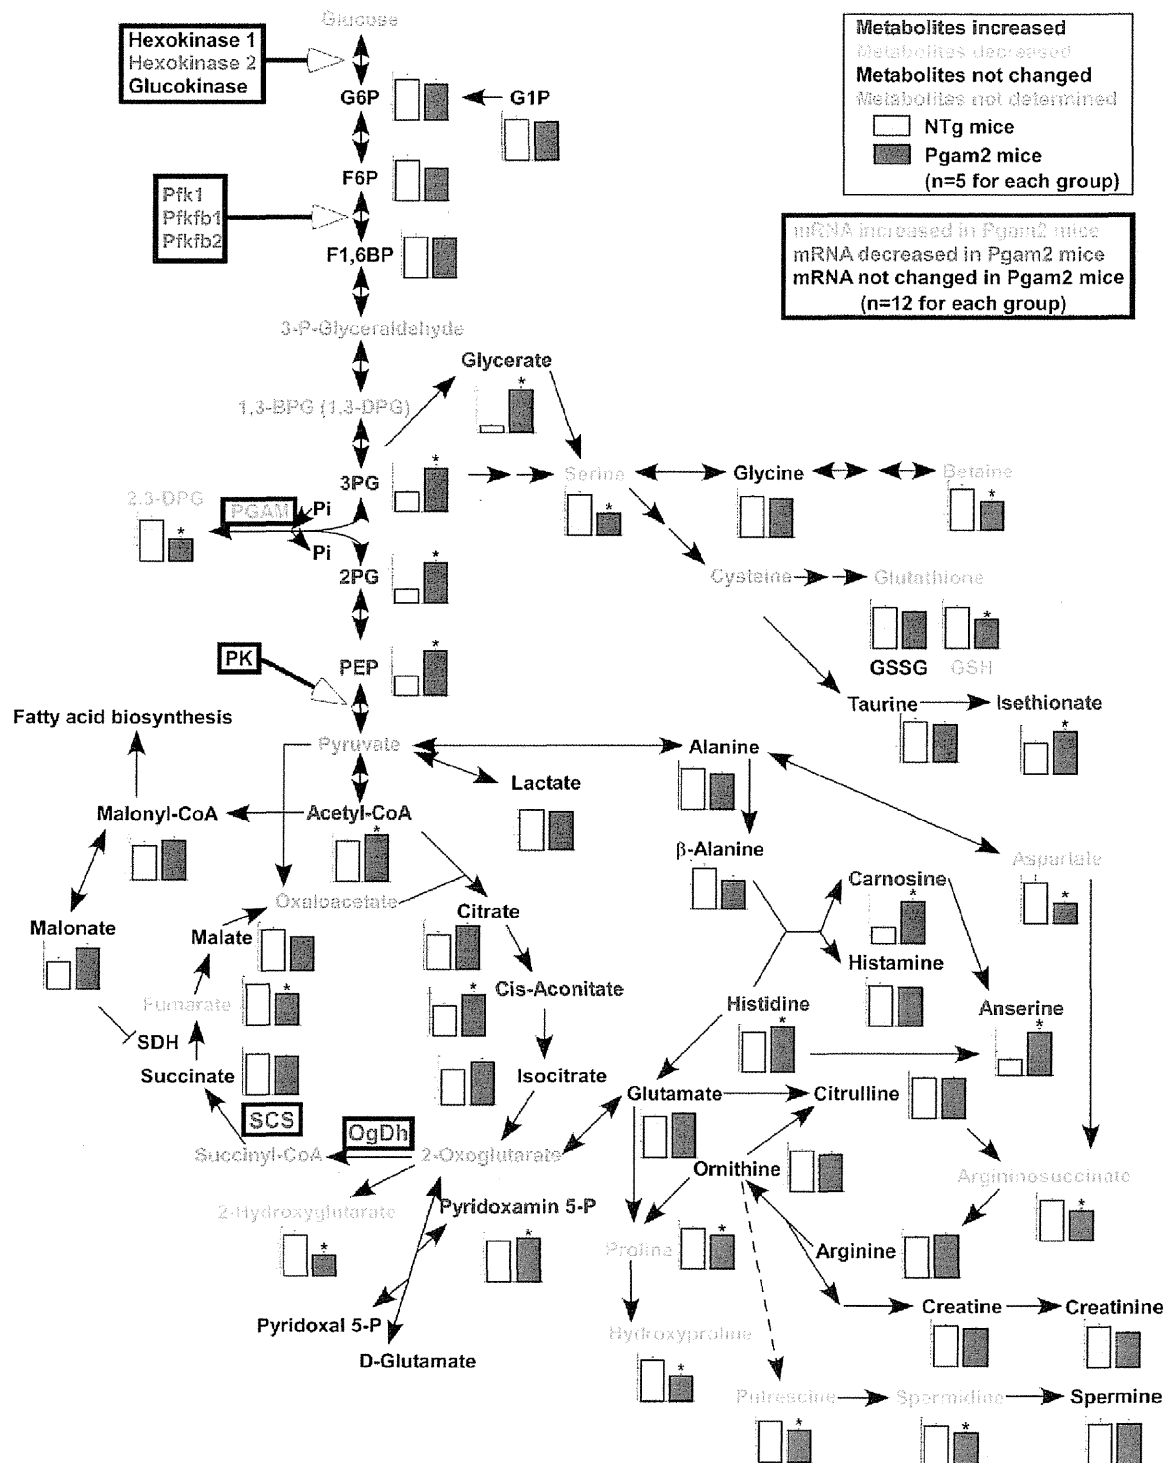 Glucose
Hexokinase 1
Hexokinase 2
Glucokinase
G6P
G1P
F6P
Pfk1
Pfkfb1
Pfkfb2
F1,6BP
Metabolites increased
Metabolites decreased
Metabolites not changed
Metabolites not determined
NTg mice
Pgam2 mice
(n=5 for each group)
mRNA increased in Pgam2 mice
mRNA decreased in Pgam2 mice
mRNA not changed in Pgam2 mice
(n=12 for each group)
3-P-Glyceraldehyde
Glycerate
*
1,3-BPG (1,3-DPG)
3PG
*
Serine
*
Glycine
Betaine
*
2,3-DPG
*
PGAM
Pi
Pi
2PG
*
Cysteine
Glutathione
*
GSSG
GSH
PK
PEP
*
Taurine
Isethionate
*
Fatty acid biosynthesis
Pyruvate
Alanine
Lactate
Malonyl-CoA
Acetyl-CoA
*
β-Alanine
Aspartate
*
Carnosine
*
Oxaloacetate
Citrate
Malonate
Malate
Histamine
Fumarate
*
Cis-Aconitate
*
Histidine
*
Anserine
*
SDH
Succinate
Isocitrate
Glutamate
Citrulline
SCS
OgDh
Succinyl-CoA
2-Oxoglutarate
Ornithine
Argininosuccinate
*
2-Hydroxyglutarate
*
Pyridoxamin 5-P
*
Proline
*
Arginine
Pyridoxal 5-P
D-Glutamate
Creatine
Creatinine
Hydroxyproline
*
Putrescine
*
Spermidine
*
Spermine